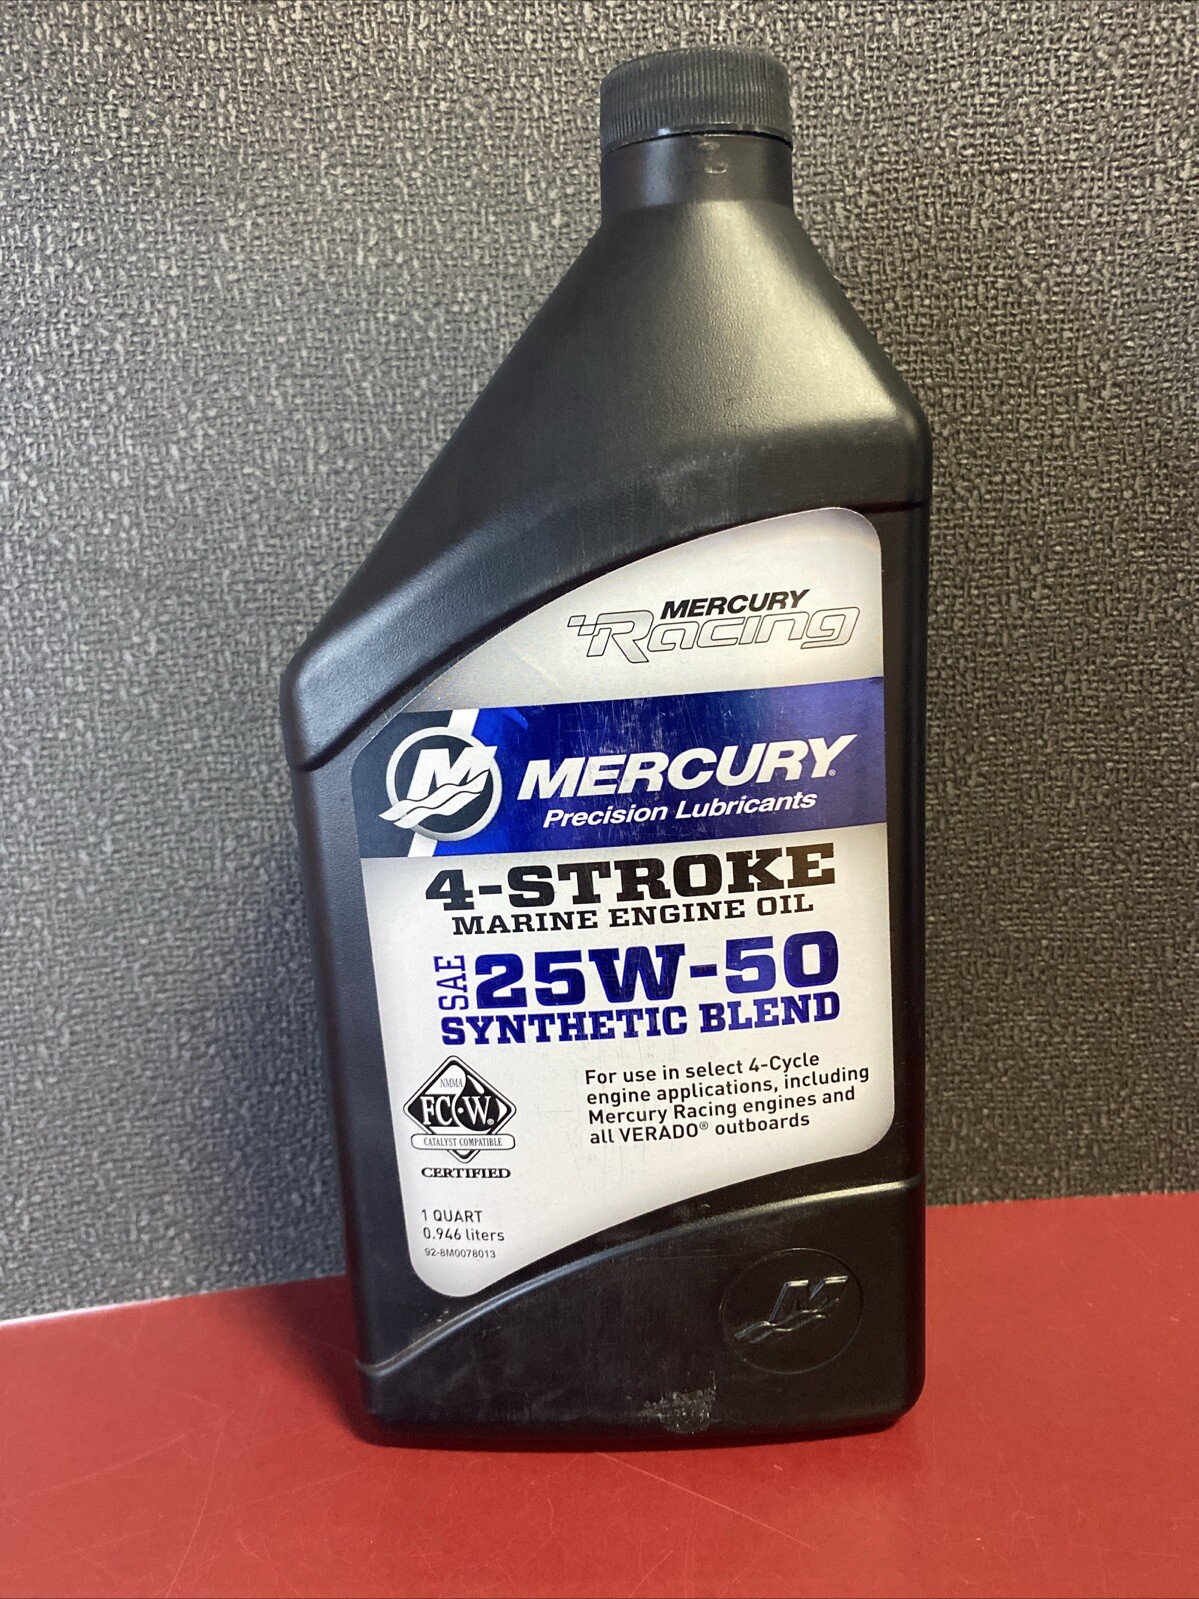 MERCURY
Racing
M
MERCURY®
Precision Lubricants
4-STROKE
MARINE ENGINE OIL
SAE 25W-50
SYNTHETIC BLEND
For use in select 4-Cycle
engine applications, including
Mercury Racing engines and
all VERADO® outboards
NMMA
FC-W®
CATALYST COMPATIBLE
CERTIFIED
1 QUART
0.946 liters
92-8M0078013
M